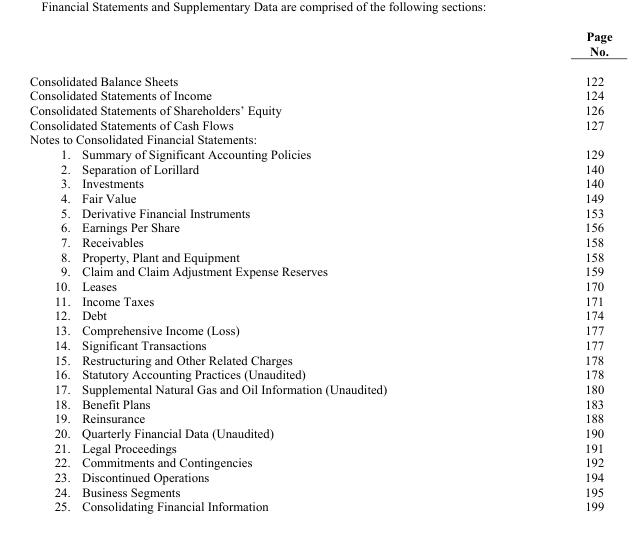 Financial Statements and Supplementary Data are comprised of the following sections:
Page
No.
Consolidated Balance Sheets 122
Consolidated Statements of Income 124
Consolidated Statements of Shareholders' Equity 126
Consolidated Statements of Cash Flows 127
Notes to Consolidated Financial Statements:
1. Summary of Significant Accounting Policies 129
2. Separation of Lorillard 140
3. Investments 140
4. Fair Value 149
5. Derivative Financial Instruments 153
6. Earnings Per Share 156
7. Receivables 158
8. Property, Plant and Equipment 158
9. Claim and Claim Adjustment Expense Reserves 159
10. Leases 170
11. Income Taxes 171
12. Debt 174
13. Comprehensive Income (Loss) 177
14. Significant Transactions 177
15. Restructuring and Other Related Charges 178
16. Statutory Accounting Practices (Unaudited) 178
17. Supplemental Natural Gas and Oil Information (Unaudited) 180
18. Benefit Plans 183
19. Reinsurance 188
20. Quarterly Financial Data (Unaudited) 190
21. Legal Proceedings 191
22. Commitments and Contingencies 192
23. Discontinued Operations 194
24. Business Segments 195
25. Consolidating Financial Information 199